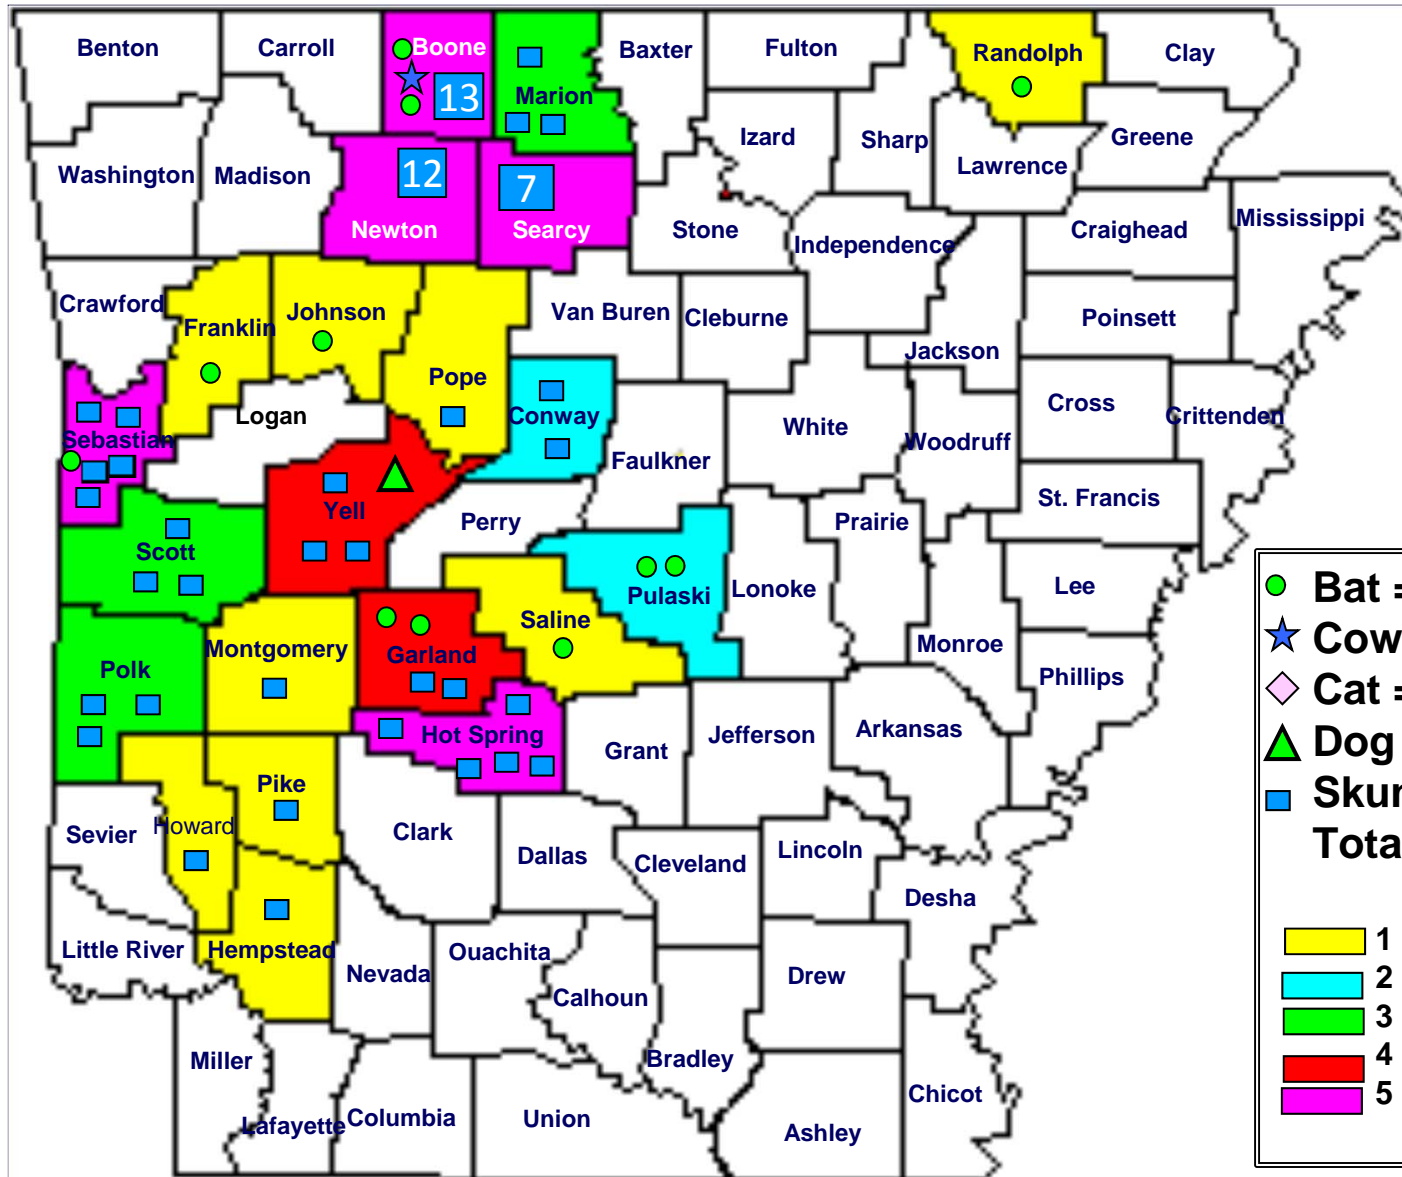 Benton
Carroll
Boone
13
Marion
Baxter
Fulton
Randolph
Clay
Izard
Sharp
Lawrence
Greene
Washington
Madison
12
Newton
7
Searcy
Stone
Independence
Craighead
Mississippi
Crawford
Franklin
Johnson
Van Buren
Cleburne
Poinsett
Jackson
Pope
Logan
Conway
Sebastian
White
Woodruff
Cross
Crittenden
Faulkner
Yell
Perry
Prairie
St. Francis
Scott
Pulaski
Lonoke
Lee
Saline
Monroe
Montgomery
Garland
Polk
Phillips
Hot Spring
Grant
Jefferson
Arkansas
Pike
Howard
Sevier
Clark
Dallas
Cleveland
Lincoln
Desha
Little River
Hempstead
Nevada
Ouachita
Calhoun
Drew
Miller
Bradley
Chicot
Lafayette
Columbia
Union
Ashley
Bat =
Cow
Cat =
Dog
Skun
Tota
1
2
3
4
5